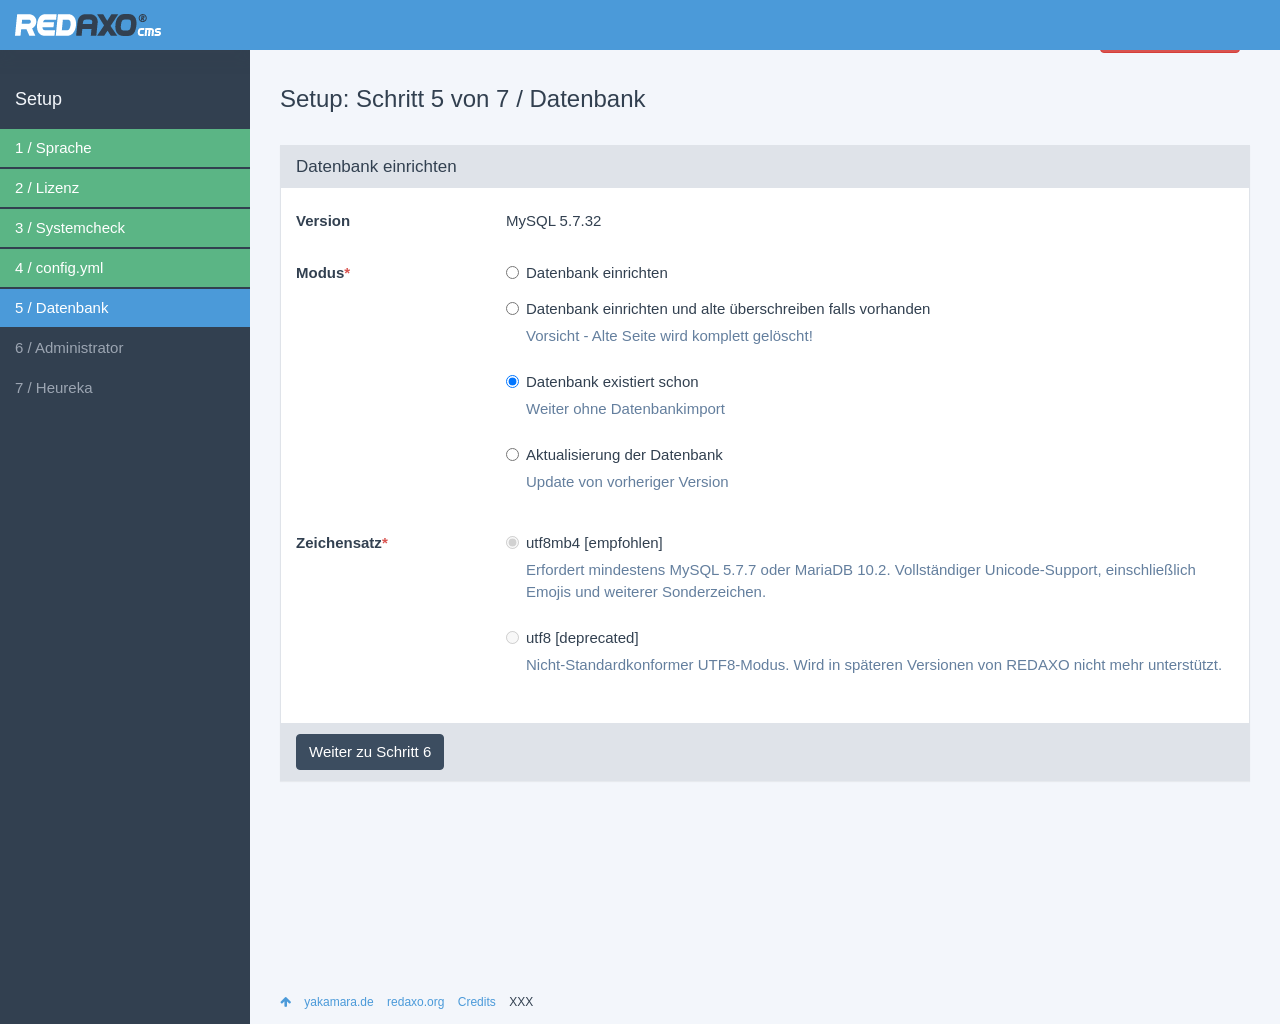 REDAXO® cms
Setup
1 / Sprache
2 / Lizenz
3 / Systemcheck
4 / config.yml
5 / Datenbank
6 / Administrator
7 / Heureka
Setup: Schritt 5 von 7 / Datenbank
Datenbank einrichten
Version MySQL 5.7.32
Modus* Datenbank einrichten
Datenbank einrichten und alte überschreiben falls vorhanden
Vorsicht - Alte Seite wird komplett gelöscht!
Datenbank existiert schon
Weiter ohne Datenbankimport
Aktualisierung der Datenbank
Update von vorheriger Version
Zeichensatz* utf8mb4 [empfohlen]
Erfordert mindestens MySQL 5.7.7 oder MariaDB 10.2. Vollständiger Unicode-Support, einschließlich
Emojis und weiterer Sonderzeichen.
utf8 [deprecated]
Nicht-Standardkonformer UTF8-Modus. Wird in späteren Versionen von REDAXO nicht mehr unterstützt.
Weiter zu Schritt 6
yakamara.de redaxo.org Credits XXX